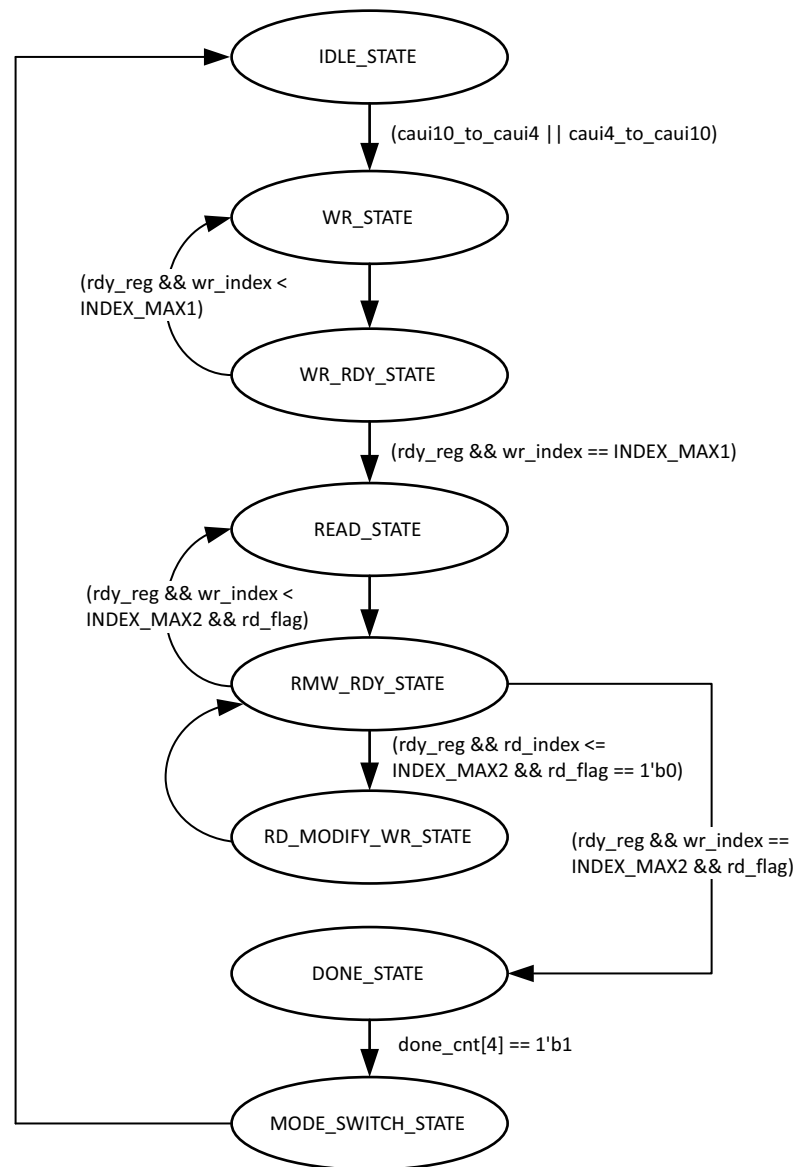 IDLE_STATE
(caui10_to_caui4 || caui4_to_caui10)
WR_STATE
(rdy_reg && wr_index <
INDEX_MAX1)
WR_RDY_STATE
(rdy_reg && wr_index == INDEX_MAX1)
READ_STATE
(rdy_reg && wr_index <
INDEX_MAX2 && rd_flag)
RMW_RDY_STATE
(rdy_reg && rd_index <=
INDEX_MAX2 && rd_flag == 1'b0)
RD_MODIFY_WR_STATE
(rdy_reg && wr_index ==
INDEX_MAX2 && rd_flag)
DONE_STATE
done_cnt[4] == 1'b1
MODE_SWITCH_STATE